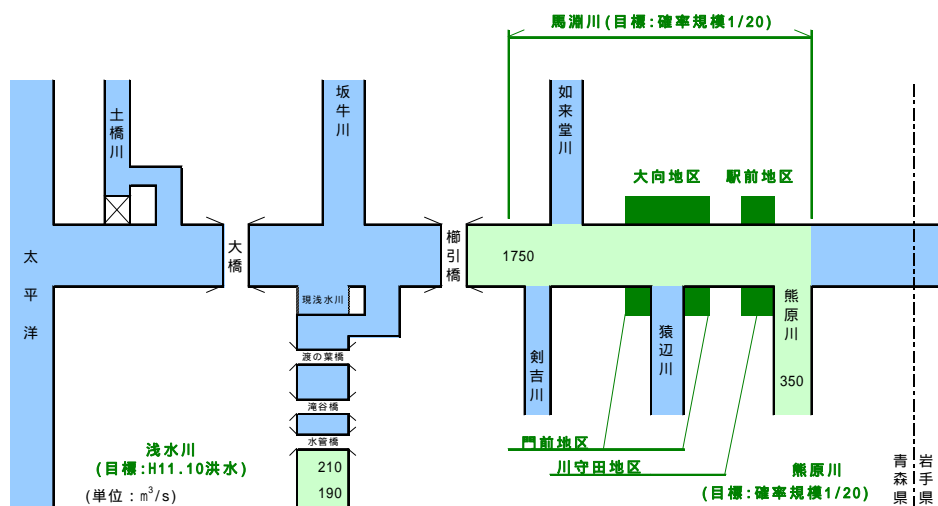 馬淵川(目標:確率規模1/20)
土橋川
坂牛川
如来堂川
大向地区
駅前地区
太平洋
大橋
櫛引橋
1750
現浅水川
熊原川
渡の葉橋
剣吉川
猿辺川
350
滝谷橋
水管橋
門前地区
浅水川
(目標:H11.10洪水)
川守田地区
210
熊原川
(目標:確率規模1/20)
(単位：m³/s)
190
青森県
岩手県